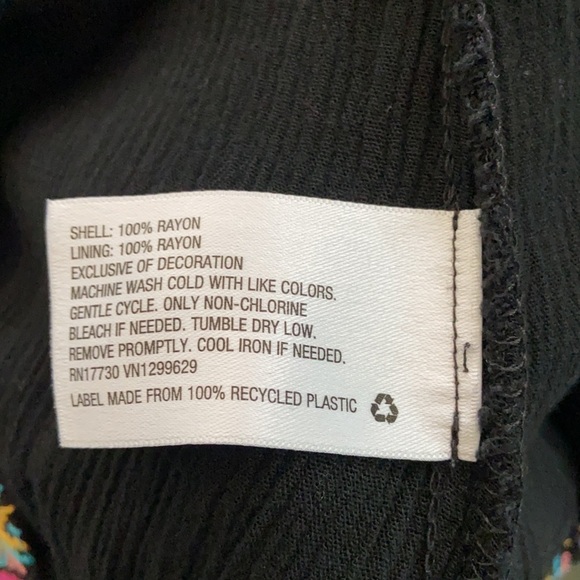 SHELL: 100% RAYON
LINING: 100% RAYON
EXCLUSIVE OF DECORATION
MACHINE WASH COLD WITH LIKE COLORS.
GENTLE CYCLE. ONLY NON-CHLORINE
BLEACH IF NEEDED. TUMBLE DRY LOW.
REMOVE PROMPTLY. COOL IRON IF NEEDED.
RN17730 VN1299629
LABEL MADE FROM 100% RECYCLED PLASTIC